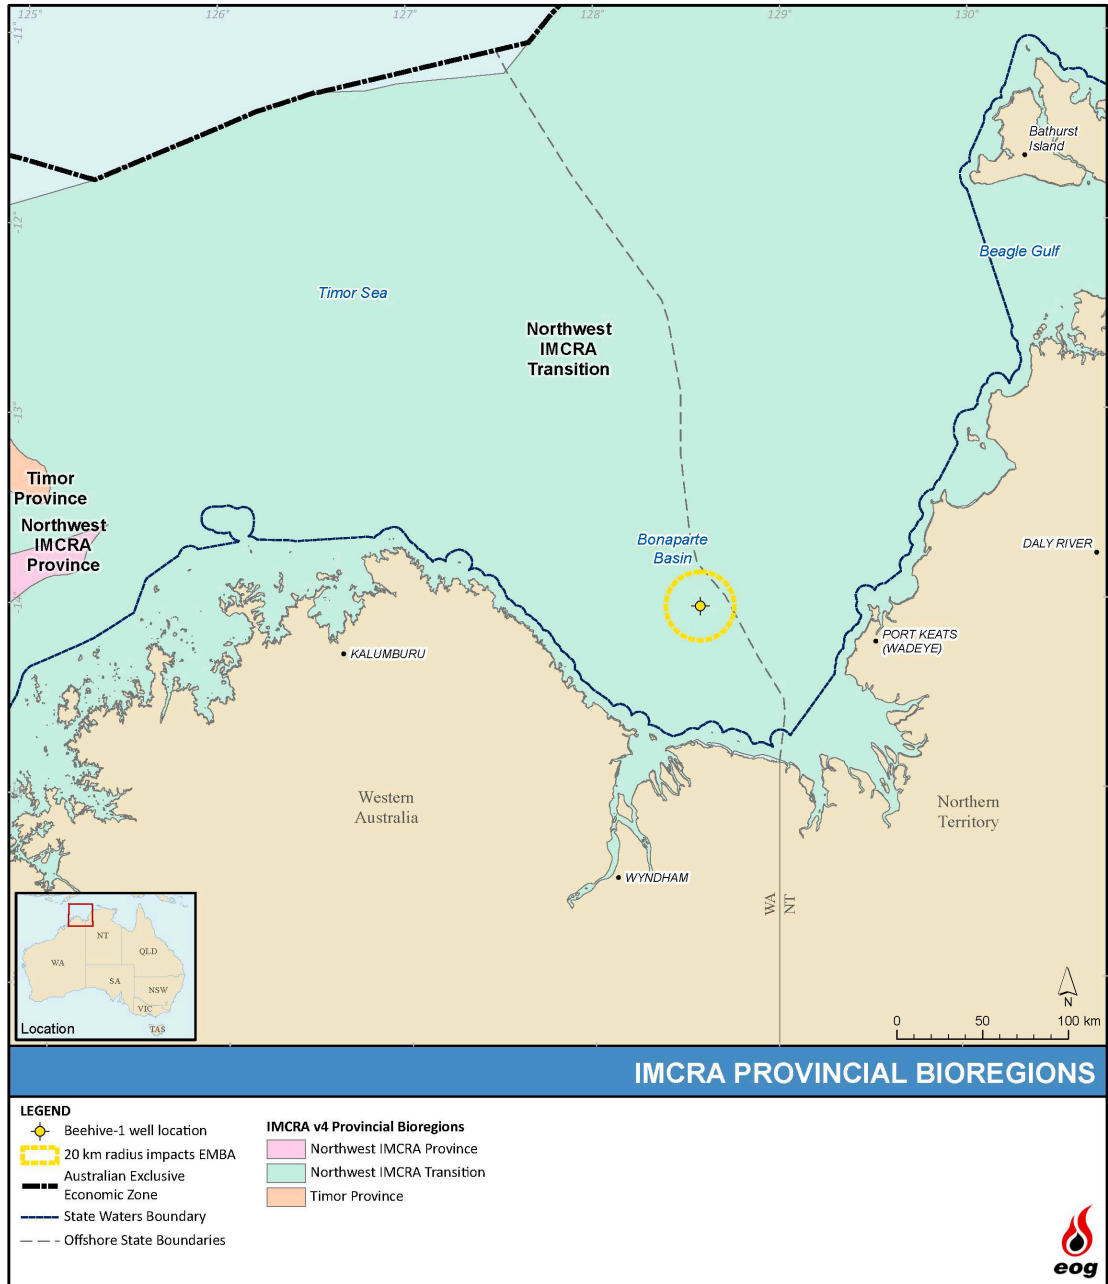 125°
126°
127°
128°
129°
130°
-11°
-12°
-13°
-14°
Bathurst
Island
Beagle Gulf
Timor Sea
Northwest
IMCRA
Transition
Timor
Province
Northwest
IMCRA
Province
Bonaparte
Basin
DALY RIVER
PORT KEATS
(WADEYE)
KALUMBURU
Western
Australia
Northern
Territory
WYNDHAM
WA
NT
NT
QLD
WA
SA
NSW
VIC
TAS
Location
N
0 50 100 km
IMCRA PROVINCIAL BIOREGIONS
LEGEND
Beehive-1 well location
20 km radius impacts EMBA
Australian Exclusive
Economic Zone
State Waters Boundary
Offshore State Boundaries
IMCRA v4 Provincial Bioregions
Northwest IMCRA Province
Northwest IMCRA Transition
Timor Province
eog